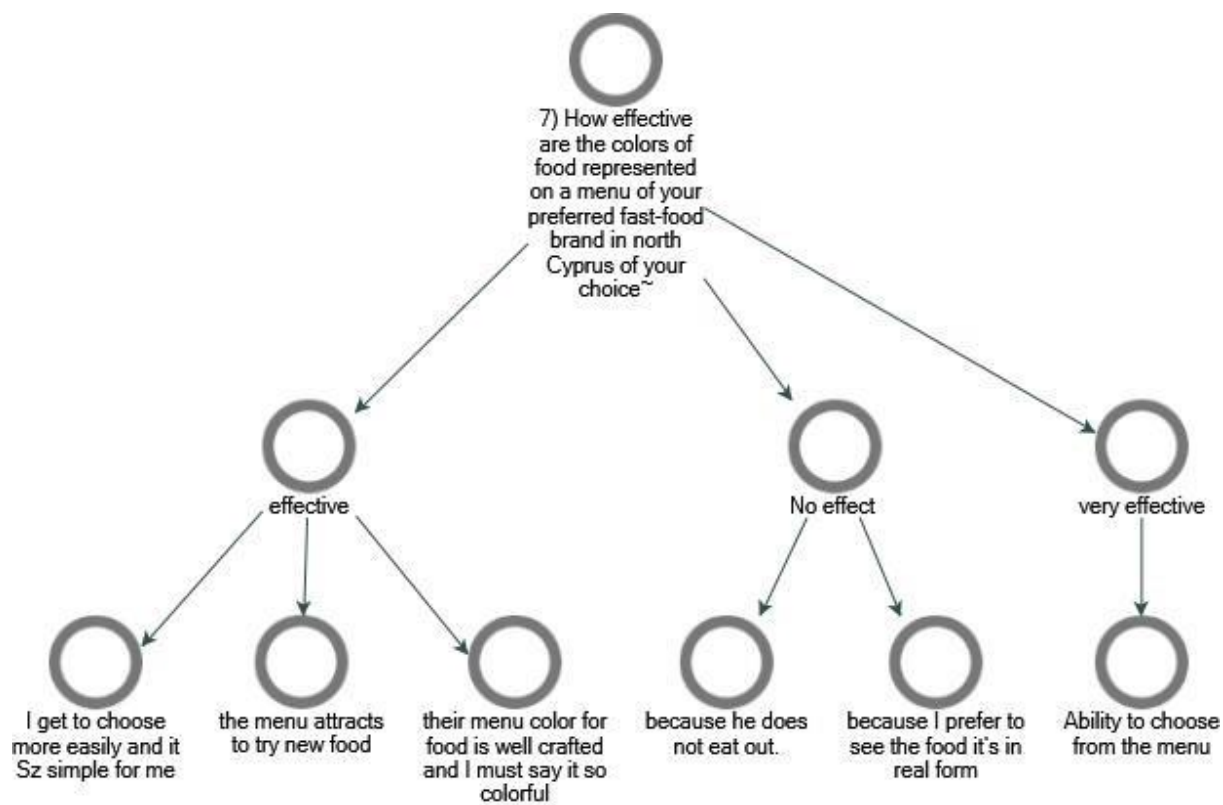 7) How effective
are the colors of
food represented
on a menu of your
preferred fast-food
brand in north
Cyprus of your
choice~
effective
No effect
very effective
I get to choose
more easily and it
Sz simple for me
the menu attracts
to try new food
their menu color for
food is well crafted
and I must say it so
colorful
because he does
not eat out.
because I prefer to
see the food it`s in
real form
Ability to choose
from the menu